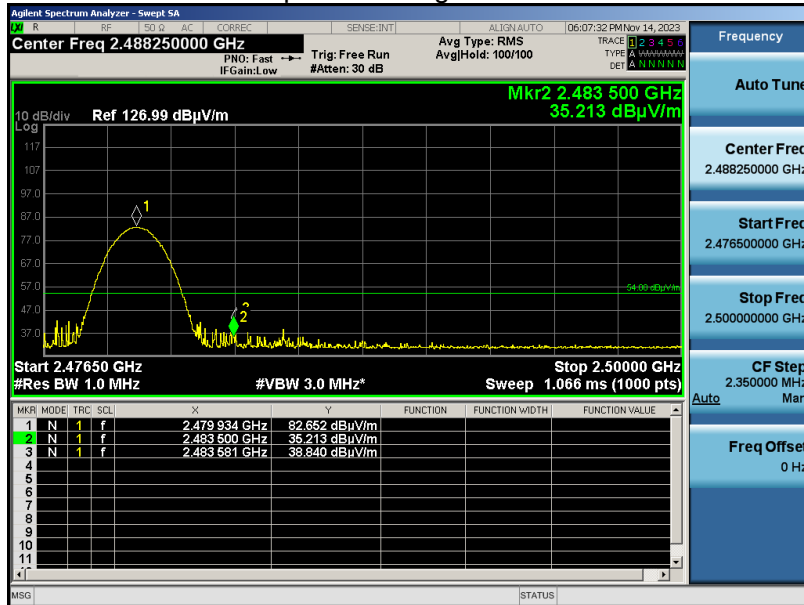 Agilent Spectrum Analyzer - Swept SA
LXI R RF 50 Ω AC CORREC SENSE:INT ALIGN AUTO 06:07:32 PM Nov 14, 2023
Center Freq 2.488250000 GHz
PNO: Fast
IFGain:Low
Trig: Free Run
#Atten: 30 dB
Avg Type: RMS
Avg|Hold: 100/100
TRACE 1 2 3 4 5 6
TYPE A WWWWW
DET A N N N N N
Mkr2 2.483 500 GHz
35.213 dBµV/m
10 dB/div Ref 126.99 dBµV/m
Log
117
107
97.0
87.0
77.0
67.0
57.0
47.0
37.0
1
2
54.00 dBµV/m
Start 2.47650 GHz Stop 2.50000 GHz
#Res BW 1.0 MHz #VBW 3.0 MHz* Sweep 1.066 ms (1000 pts)
MKR MODE TRC SCL X Y FUNCTION FUNCTION WIDTH FUNCTION VALUE
1 N 1 f 2.479 934 GHz 82.652 dBµV/m
2 N 1 f 2.483 500 GHz 35.213 dBµV/m
3 N 1 f 2.483 581 GHz 38.840 dBµV/m
4
5
6
7
8
9
10
11
MSG STATUS
Frequency
Auto Tune
Center Freq
2.488250000 GHz
Start Freq
2.476500000 GHz
Stop Freq
2.500000000 GHz
CF Step
2.350000 MHz
Auto Man
Freq Offset
0 Hz